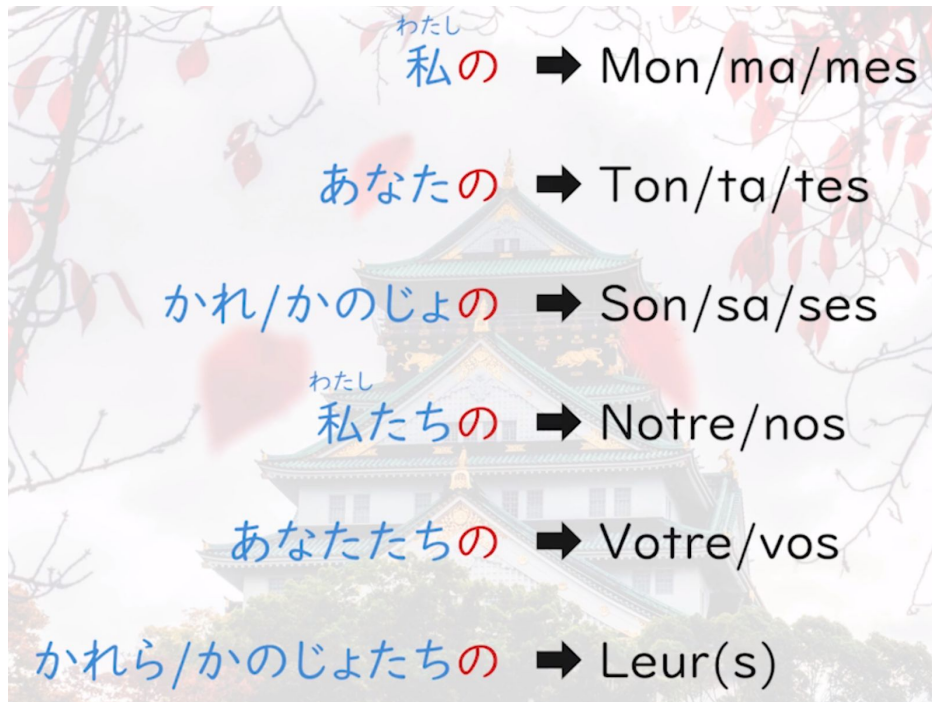 わたし
私の ➡ Mon/ma/mes
あなたの ➡ Ton/ta/tes
かれ/かのじょの ➡ Son/sa/ses
わたし
私たちの ➡ Notre/nos
あなたたちの ➡ Votre/vos
かれら/かのじょたちの ➡ Leur(s)